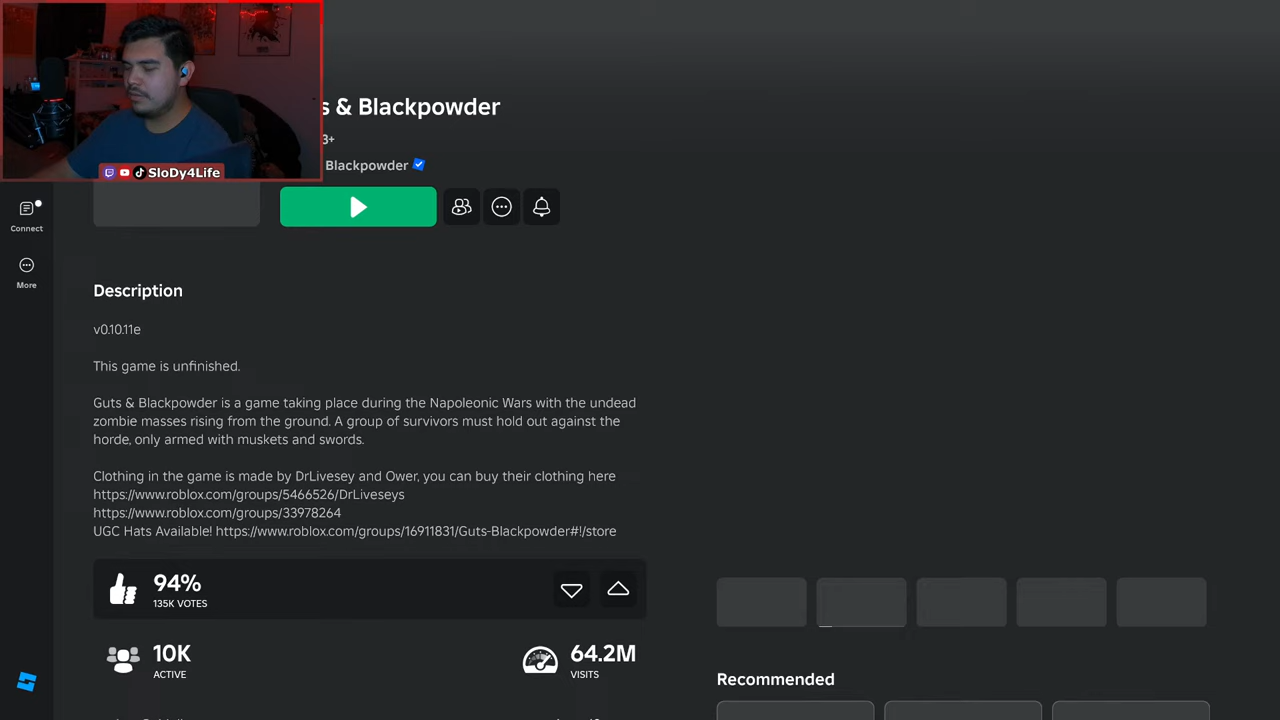 s & Blackpowder
3+
Blackpowder
SloDy4Life
Connect
More
Description
v0.10.11e
This game is unfinished.
Guts & Blackpowder is a game taking place during the Napoleonic Wars with the undead
zombie masses rising from the ground. A group of survivors must hold out against the
horde, only armed with muskets and swords.
Clothing in the game is made by DrLivesey and Ower, you can buy their clothing here
https://www.roblox.com/groups/5466526/DrLiveseys
https://www.roblox.com/groups/33978264
UGC Hats Available! https://www.roblox.com/groups/16911831/Guts-Blackpowder#!/store
94%
135K VOTES
10K
ACTIVE
64.2M
VISITS
Recommended